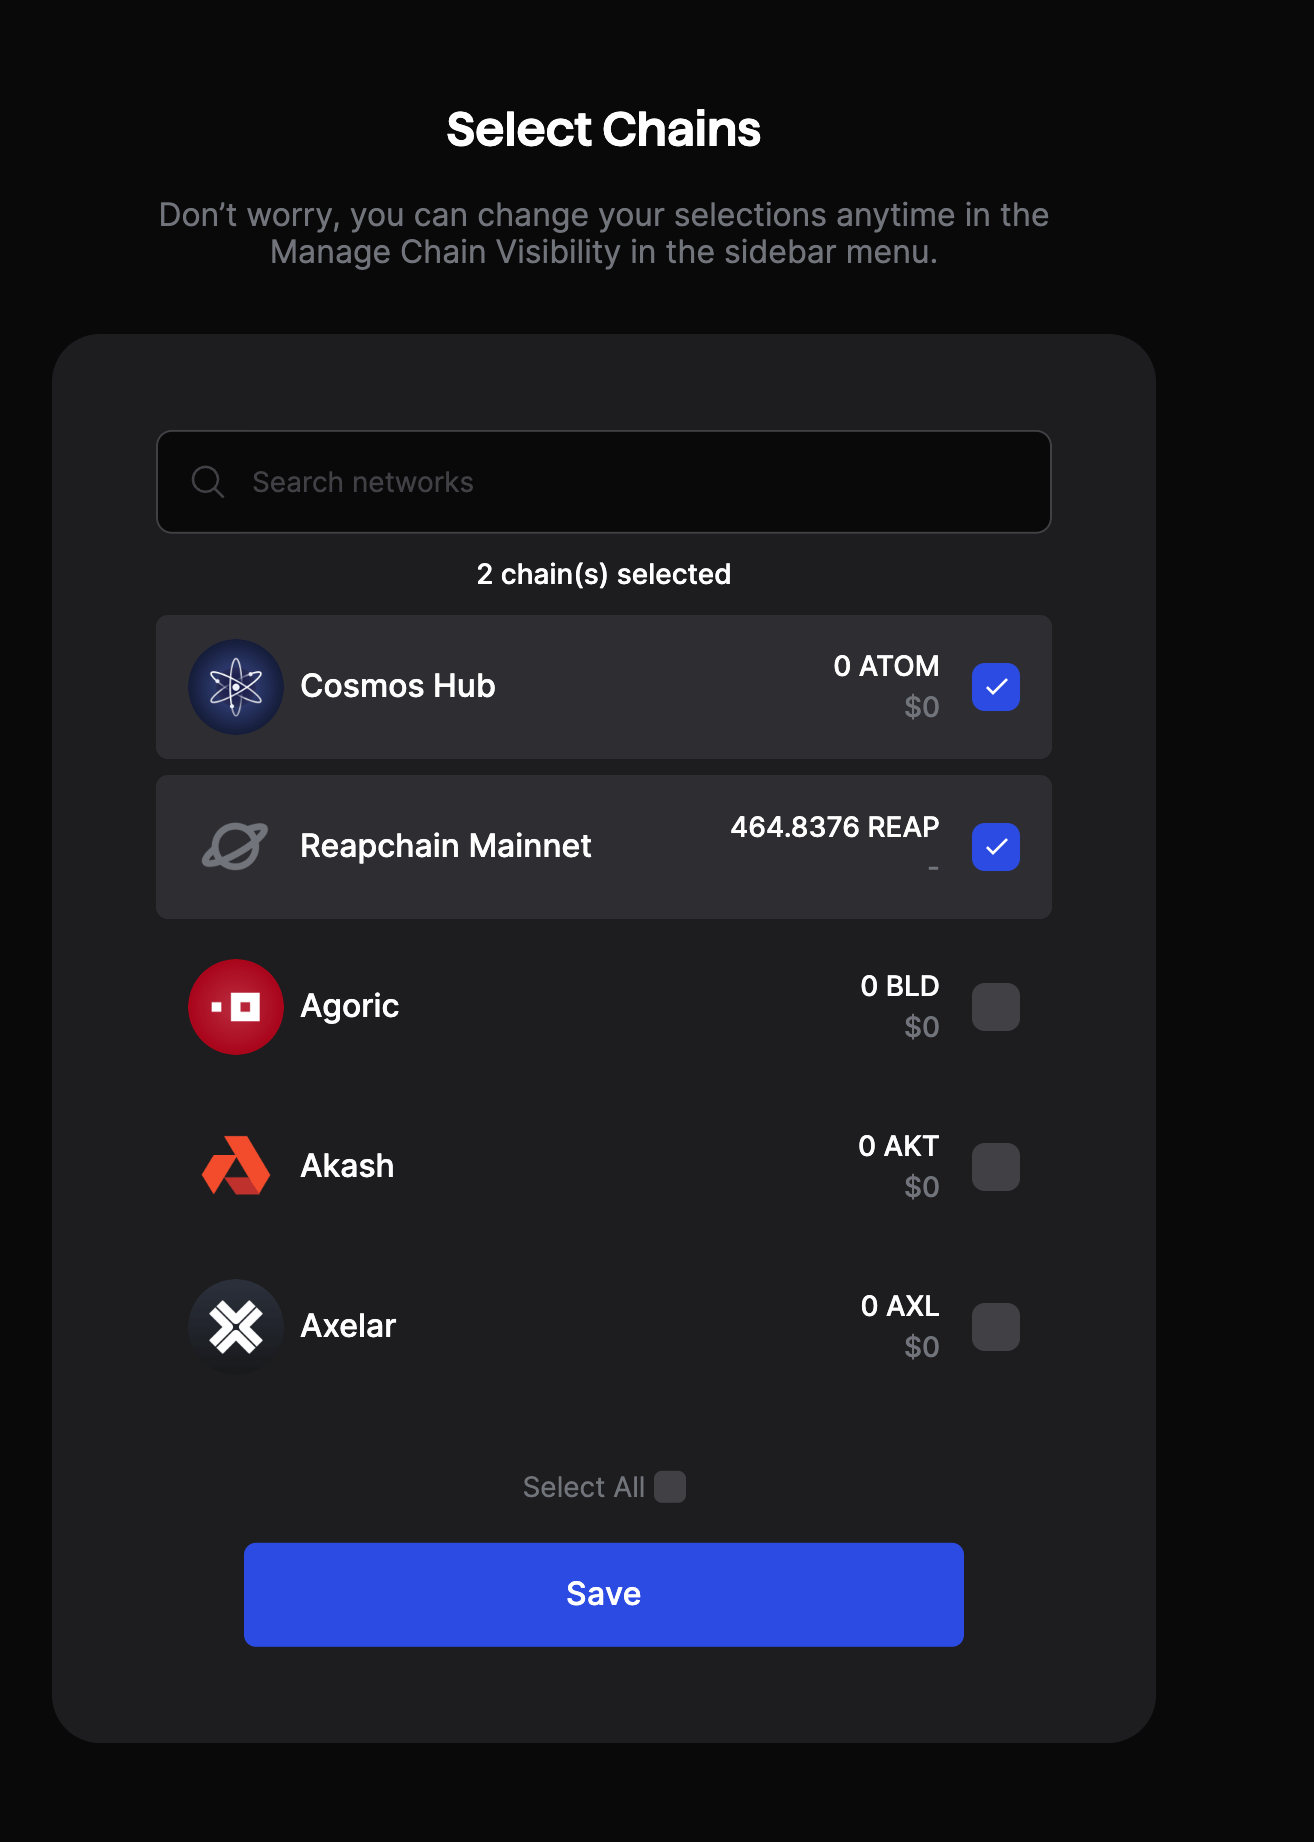 Select Chains
Don’t worry, you can change your selections anytime in the
Manage Chain Visibility in the sidebar menu.
Search networks
2 chain(s) selected
Cosmos Hub
0 ATOM
$0
Reapchain Mainnet
464.8376 REAP
-
Agoric
0 BLD
$0
Akash
0 AKT
$0
Axelar
0 AXL
$0
Select All
Save